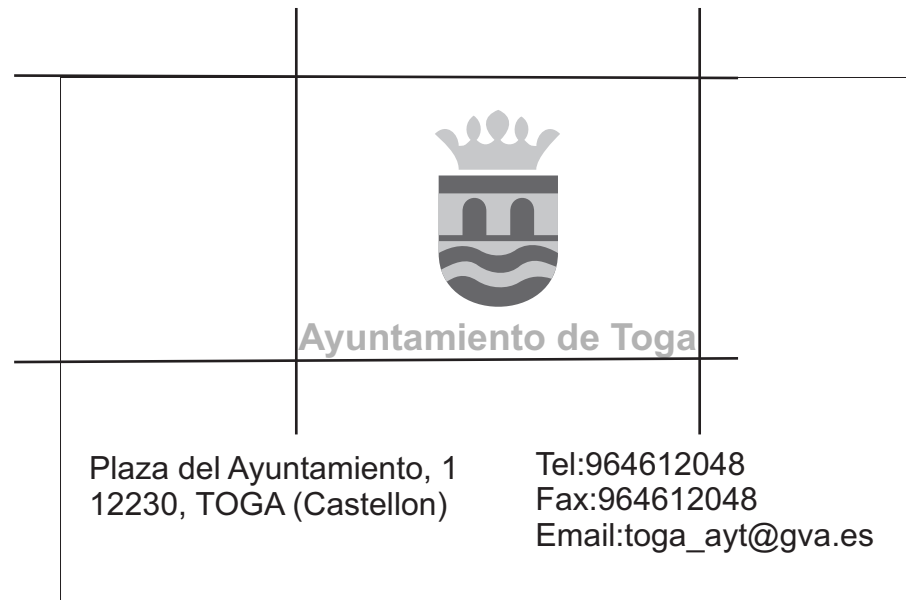 Ayuntamiento de Toga
Plaza del Ayuntamiento, 1
12230, TOGA (Castellon)
Tel:964612048
Fax:964612048
Email:toga_ayt@gva.es